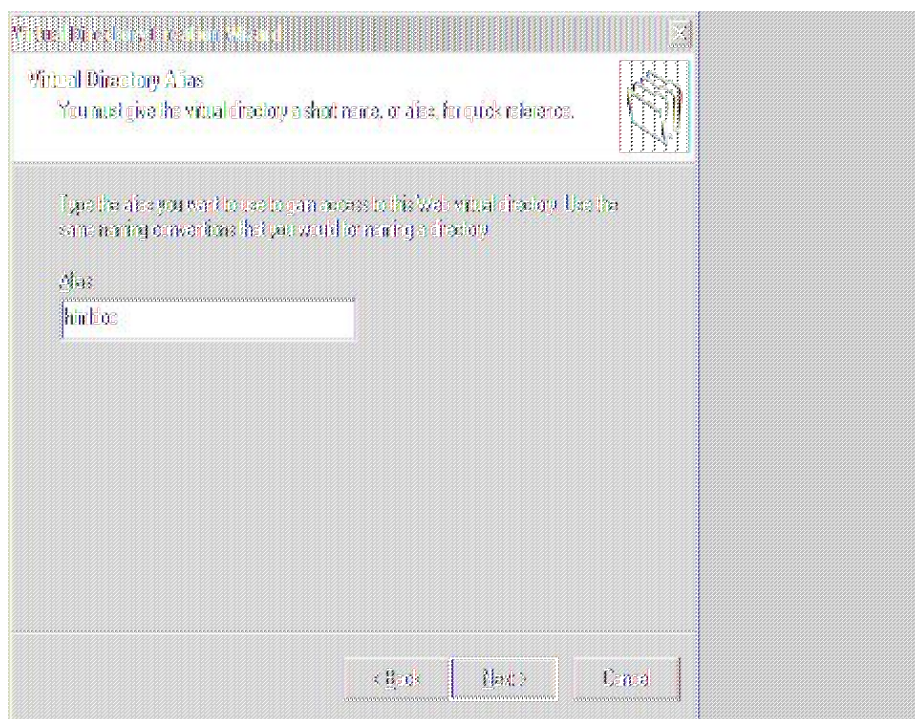 Virtual Directory Creation Wizard
Virtual Directory Alias
You must give the virtual directory a short name, or alias, for quick reference.
Type the alias you want to use to gain access to this Web virtual directory. Use the
same naming conventions that you would for naming a directory.
Alias:
< Back
Next >
Cancel